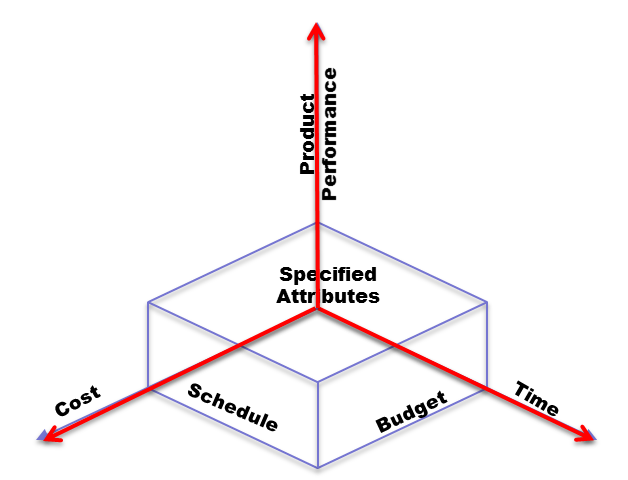 Product
Performance
Specified
Attributes
Cost
Schedule
Budget
Time